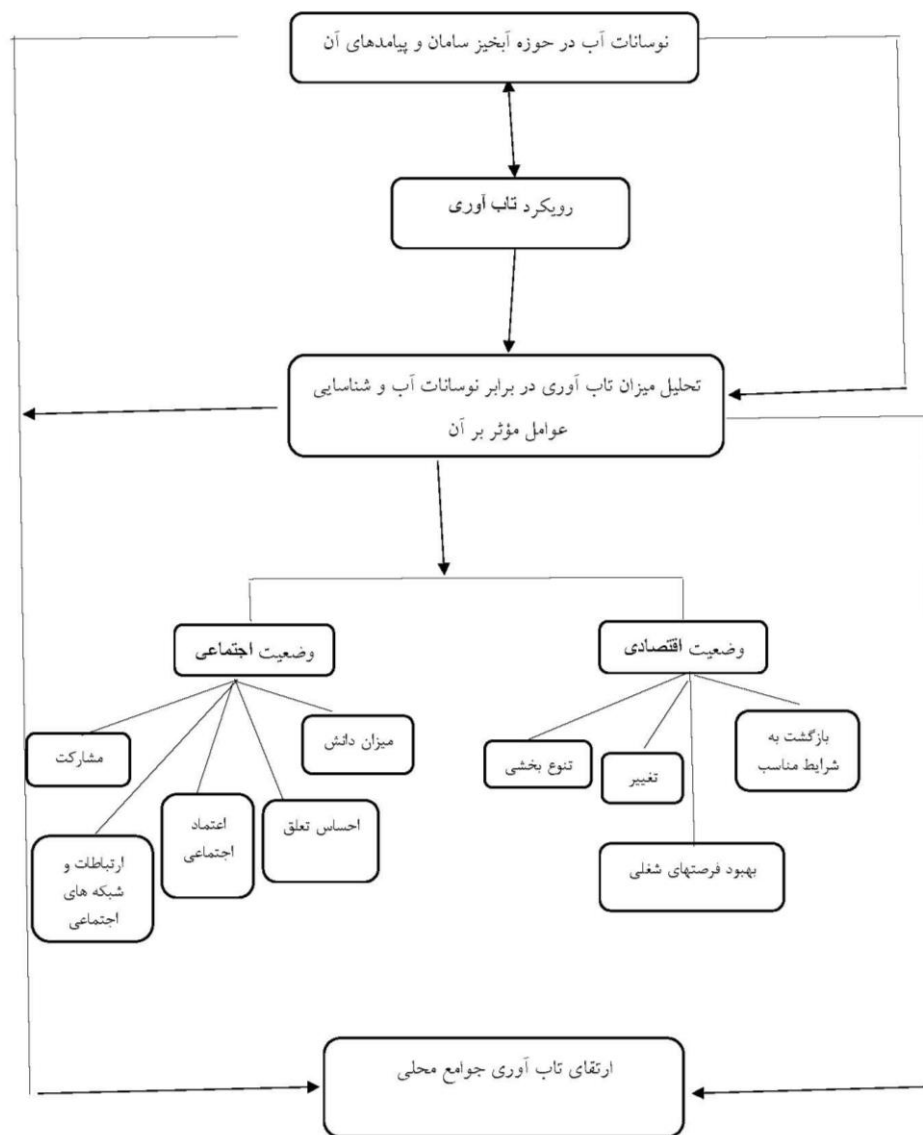 نوسانات آب در حوزه آبخیز سامان و پیامدهای آن
رویکرد تاب آوری
تحلیل میزان تاب آوری در برابر نوسانات آب و شناسایی
عوامل مؤثر بر آن
وضعیت اقتصادی
وضعیت اجتماعی
بازگشت به
شرایط مناسب
تغییر
تنوع بخشی
بهبود فرصتهای شغلی
میزان دانش
احساس تعلق
اعتماد
اجتماعی
ارتباطات و
شبکه های
اجتماعی
مشارکت
ارتقای تاب آوری جوامع محلی